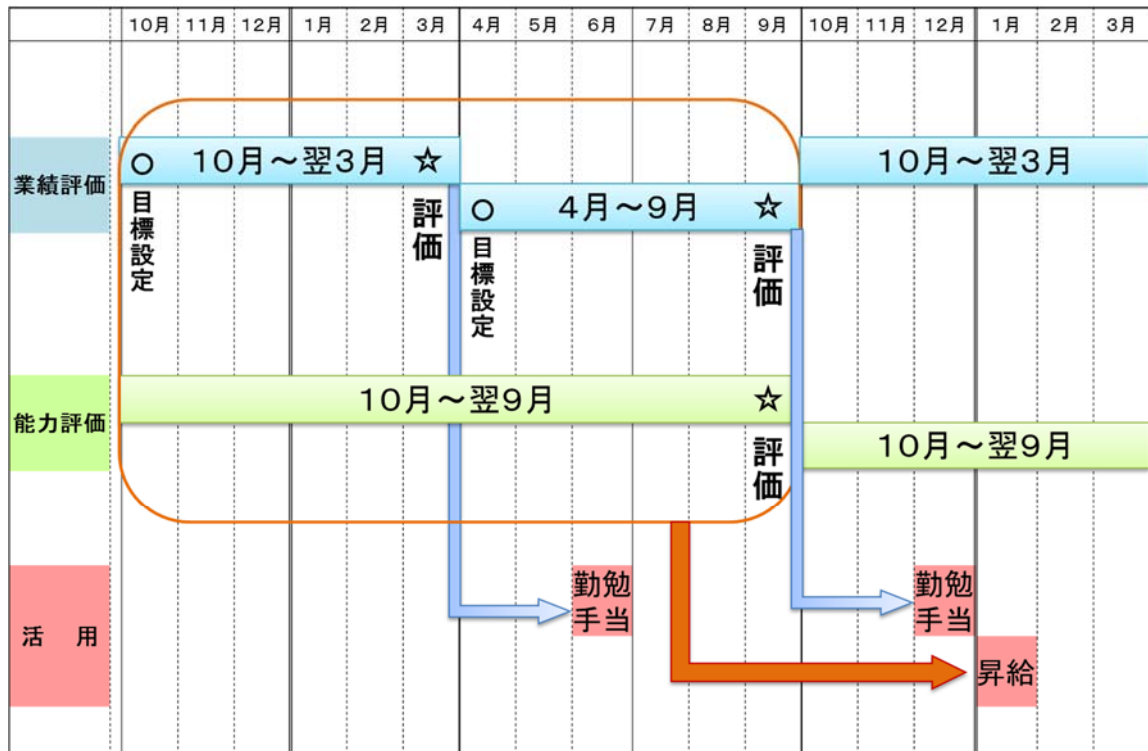 10月 11月 12月 1月 2月 3月 4月 5月 6月 7月 8月 9月 10月 11月 12月 1月 2月 3月
業績評価
○ 10月～翌3月 ☆
目標設定
評価
○ 4月～9月 ☆
目標設定
評価
10月～翌3月
能力評価
10月～翌9月 ☆
評価
10月～翌9月
活 用
勤勉
手当
勤勉
手当
昇給